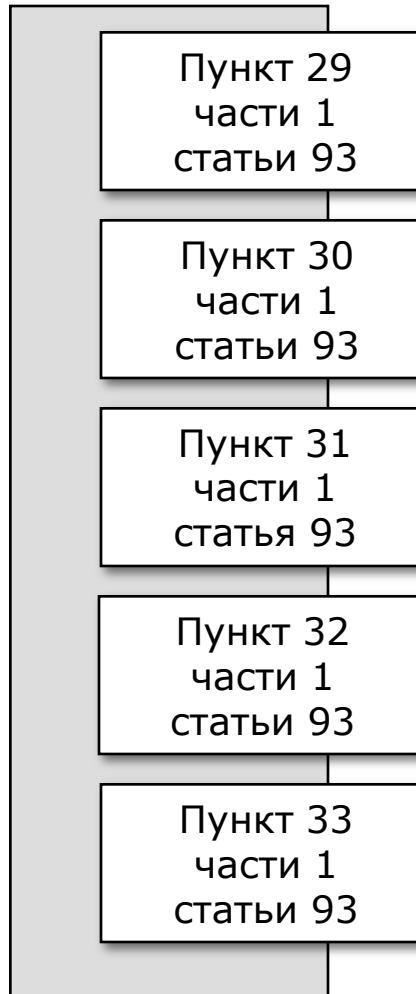 Пункт 29
части 1
статьи 93
Пункт 30
части 1
статьи 93
Пункт 31
части 1
статья 93
Пункт 32
части 1
статьи 93
Пункт 33
части 1
статьи 93